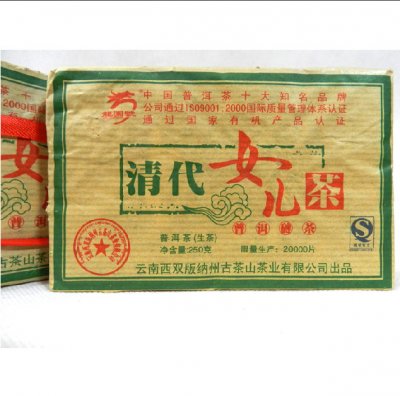 龍園號
中国普洱茶十大知名品牌
公司通过ISO9001:2000国际质量管理体系认证
通过国家有机产品认证
清代女儿茶
普洱砖茶
普洱茶(生茶)
净含量:250克
限量生产:20000片
云南西双版纳州古茶山茶业有限公司出品